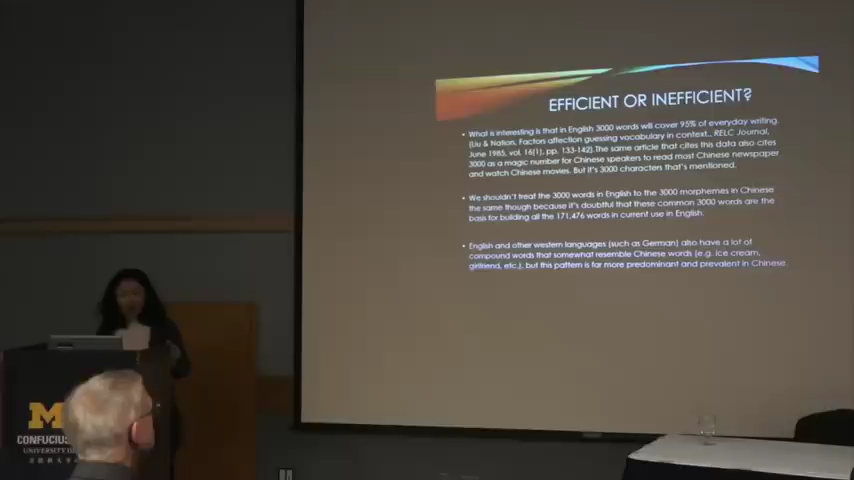 EFFICIENT OR INEFFICIENT?
• What is interesting is that in English 3000 words will cover 95% of everyday writing.
(Liu & Nation, Factors affection guessing vocabulary in context... RELC Journal,
June 1985, vol. 16(1), pp. 133-142).The same article that cites this data also cites
3000 as a magic number for Chinese speakers to read most Chinese newspaper
and watch Chinese movies. But it's 3000 characters that's mentioned.
• We shouldn't treat the 3000 words in English to the 3000 morphemes in Chinese
the same though because it's doubtful that these common 3000 words are the
basis for building all the 171,476 words in current use in English.
• English and other western languages (such as German) also have a lot of
compound words that somewhat resemble Chinese words (e.g. ice cream,
girlfriend, etc.), but this pattern is far more predominant and prevalent in Chinese.
M
CONFUCIUS
UNIVERSITY OF